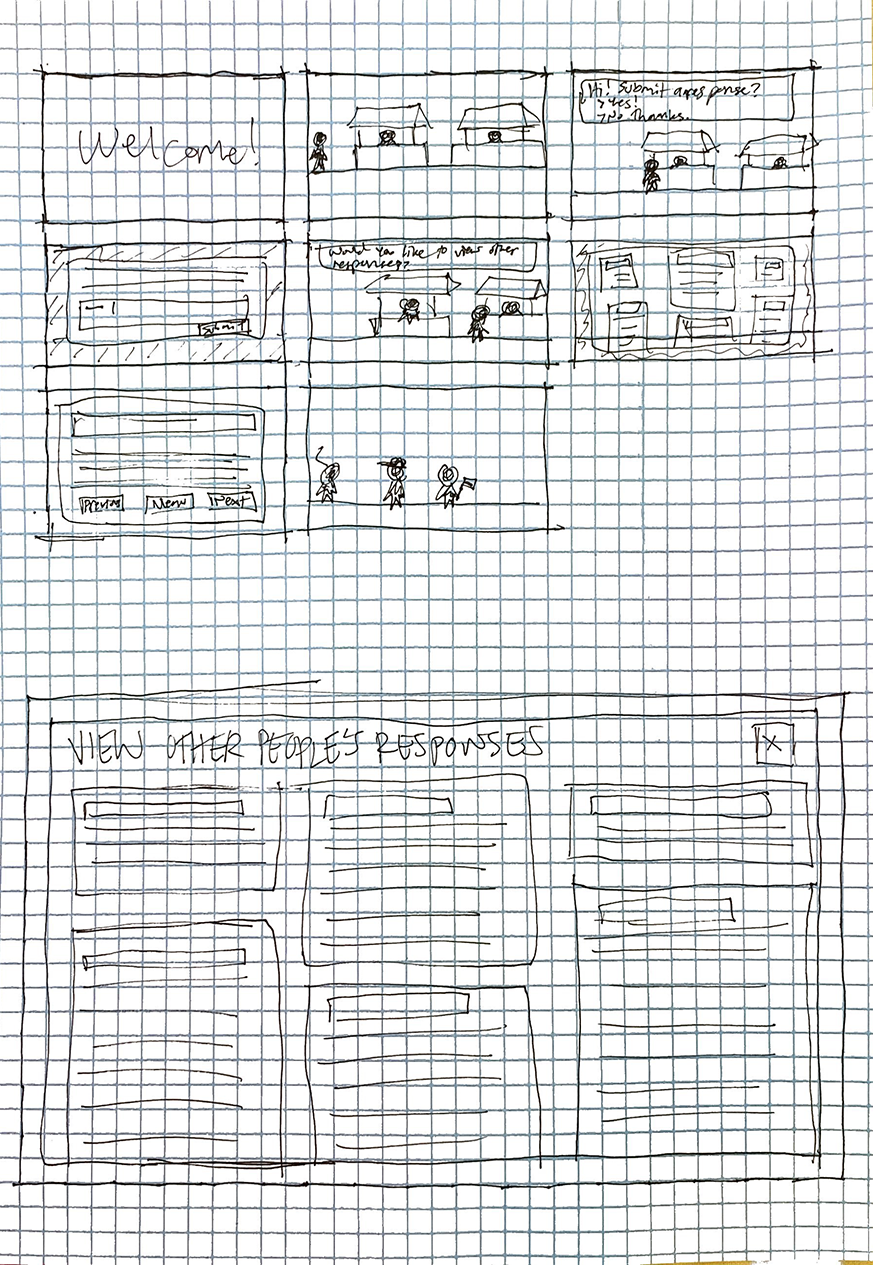 Welcome!
Hi! Submit a response?
> Yes!
> No Thanks.
Submit
Would you like to view other
responses?
Menu
Next
VIEW OTHER PEOPLE'S RESPONSES
X